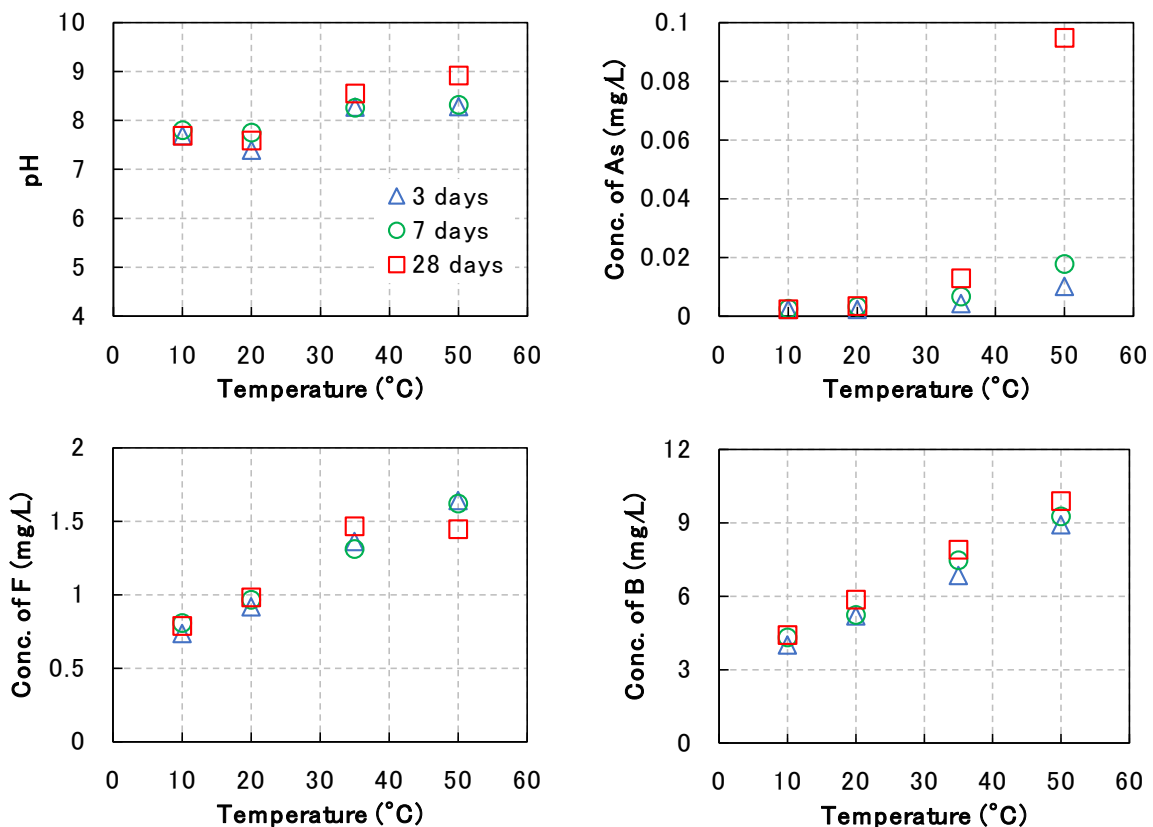 10
9
8
7
6
5
4
pH
3 days
7 days
28 days
0 10 20 30 40 50 60
Temperature (°C)
0.1
0.08
0.06
0.04
0.02
0
Conc. of As (mg/L)
0 10 20 30 40 50 60
Temperature (°C)
2
1.5
1
0.5
0
Conc. of F (mg/L)
0 10 20 30 40 50 60
Temperature (°C)
12
9
6
3
0
Conc. of B (mg/L)
0 10 20 30 40 50 60
Temperature (°C)